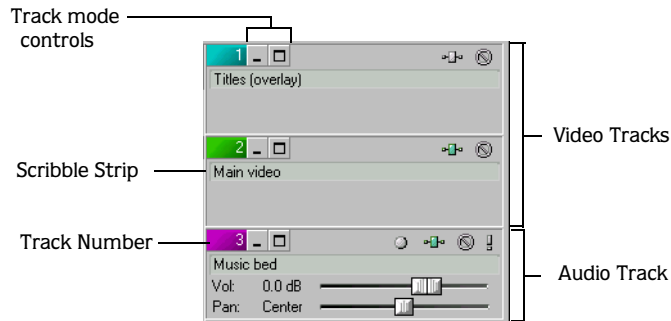 Track mode
controls
1
Titles (overlay)
Video Tracks
2
Scribble Strip
Main video
Track Number
3
Music bed
Audio Track
Vol: 0.0 dB
Pan: Center